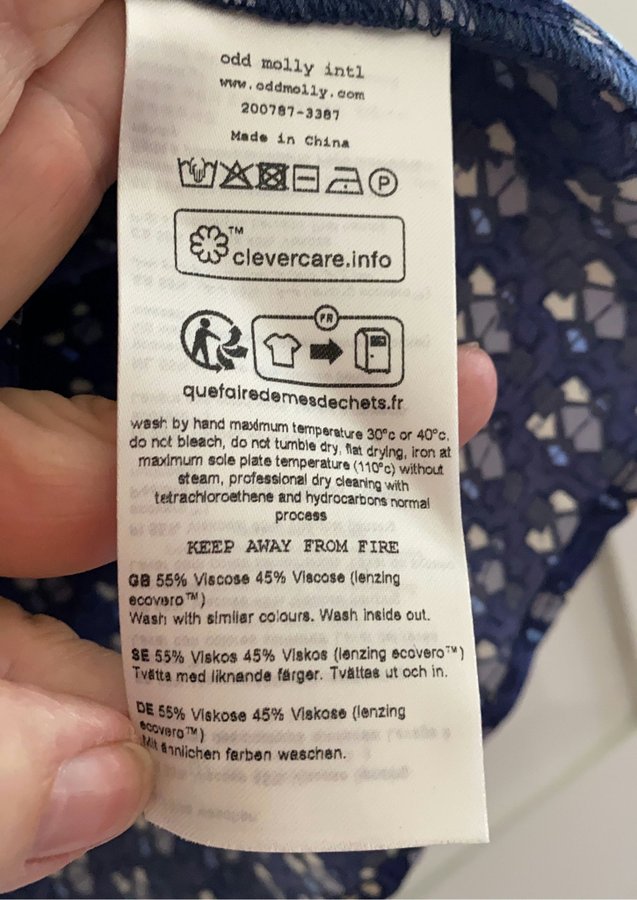 odd molly intl
www.oddmolly.com
200787-3387
Made in China
P
TM
clevercare.info
FR
quefairedemesdechets.fr
wash by hand maximum temperature 30°c or 40°c,
do not bleach, do not tumble dry, flat drying, iron at
maximum sole plate temperature (110°c) without
steam, professional dry cleaning with
tetrachloroethene and hydrocarbons normal
process
KEEP AWAY FROM FIRE
GB 55% Viscose 45% Viscose (lenzing
ecovero™)
Wash with similar colours. Wash inside out.
SE 55% Viskos 45% Viskos (lenzing ecovero™)
Tvätta med liknande färger. Tvättas ut och in.
DE 55% Viskose 45% Viskose (lenzing
ecovero™)
Mit ännlichen farben waschen.